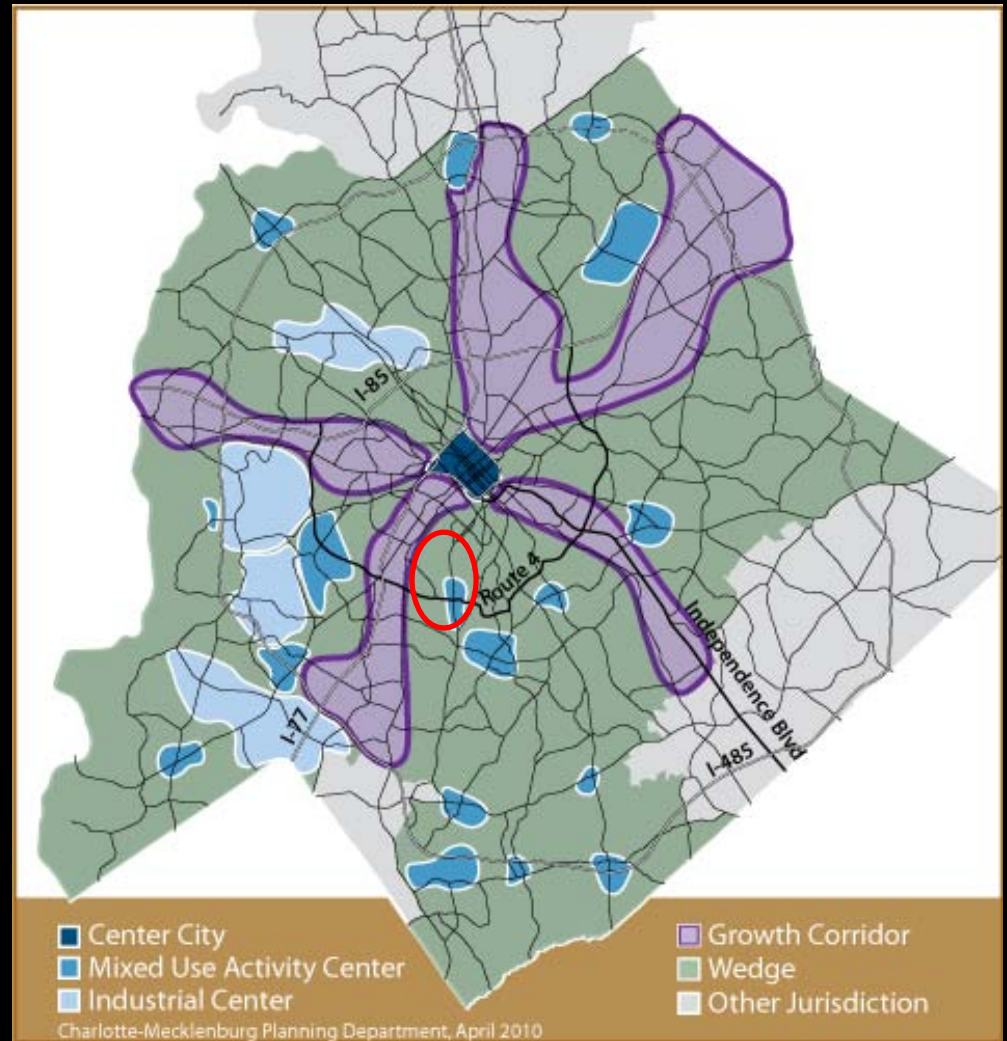 I-85
Route 4
Independence Blvd
I-77
I-485
Center City
Mixed Use Activity Center
Industrial Center
Growth Corridor
Wedge
Other Jurisdiction
Charlotte-Mecklenburg Planning Department, April 2010